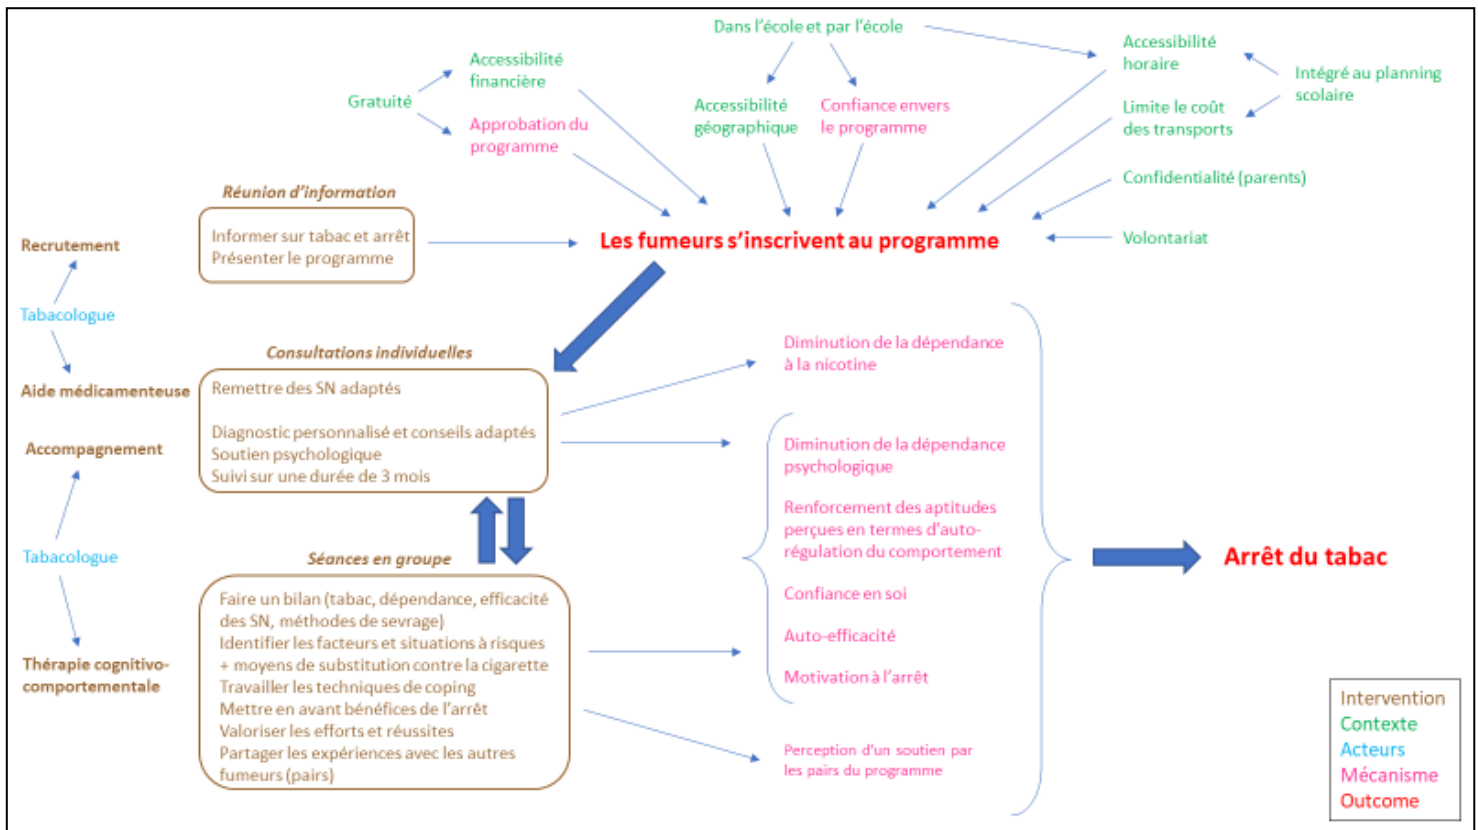 Dans l'école et par l'école
Accessibilité
financière
Gratuité
Approbation du
programme
Accessibilité
géographique
Confiance envers
le programme
Accessibilité
horaire
Intégré au planning
scolaire
Limite le coût
des transports
Confidentialité (parents)
Volontariat
Réunion d'information
Informer sur tabac et arrêt
Présenter le programme
Les fumeurs s'inscrivent au programme
Recrutement
Tabacologue
Aide médicamenteuse
Accompagnement
Tabacologue
Thérapie cognitivo-
comportementale
Consultations individuelles
Remettre des SN adaptés
Diagnostic personnalisé et conseils adaptés
Soutien psychologique
Suivi sur une durée de 3 mois
Séances en groupe
Faire un bilan (tabac, dépendance, efficacité
des SN, méthodes de sevrage)
Identifier les facteurs et situations à risques
+ moyens de substitution contre la cigarette
Travailler les techniques de coping
Mettre en avant bénéfices de l'arrêt
Valoriser les efforts et réussites
Partager les expériences avec les autres
fumeurs (pairs)
Diminution de la dépendance
à la nicotine
Diminution de la dépendance
psychologique
Renforcement des aptitudes
perçues en termes d'auto-
régulation du comportement
Confiance en soi
Auto-efficacité
Motivation à l'arrêt
Perception d'un soutien par
les pairs du programme
Arrêt du tabac
Intervention
Contexte
Acteurs
Mécanisme
Outcome